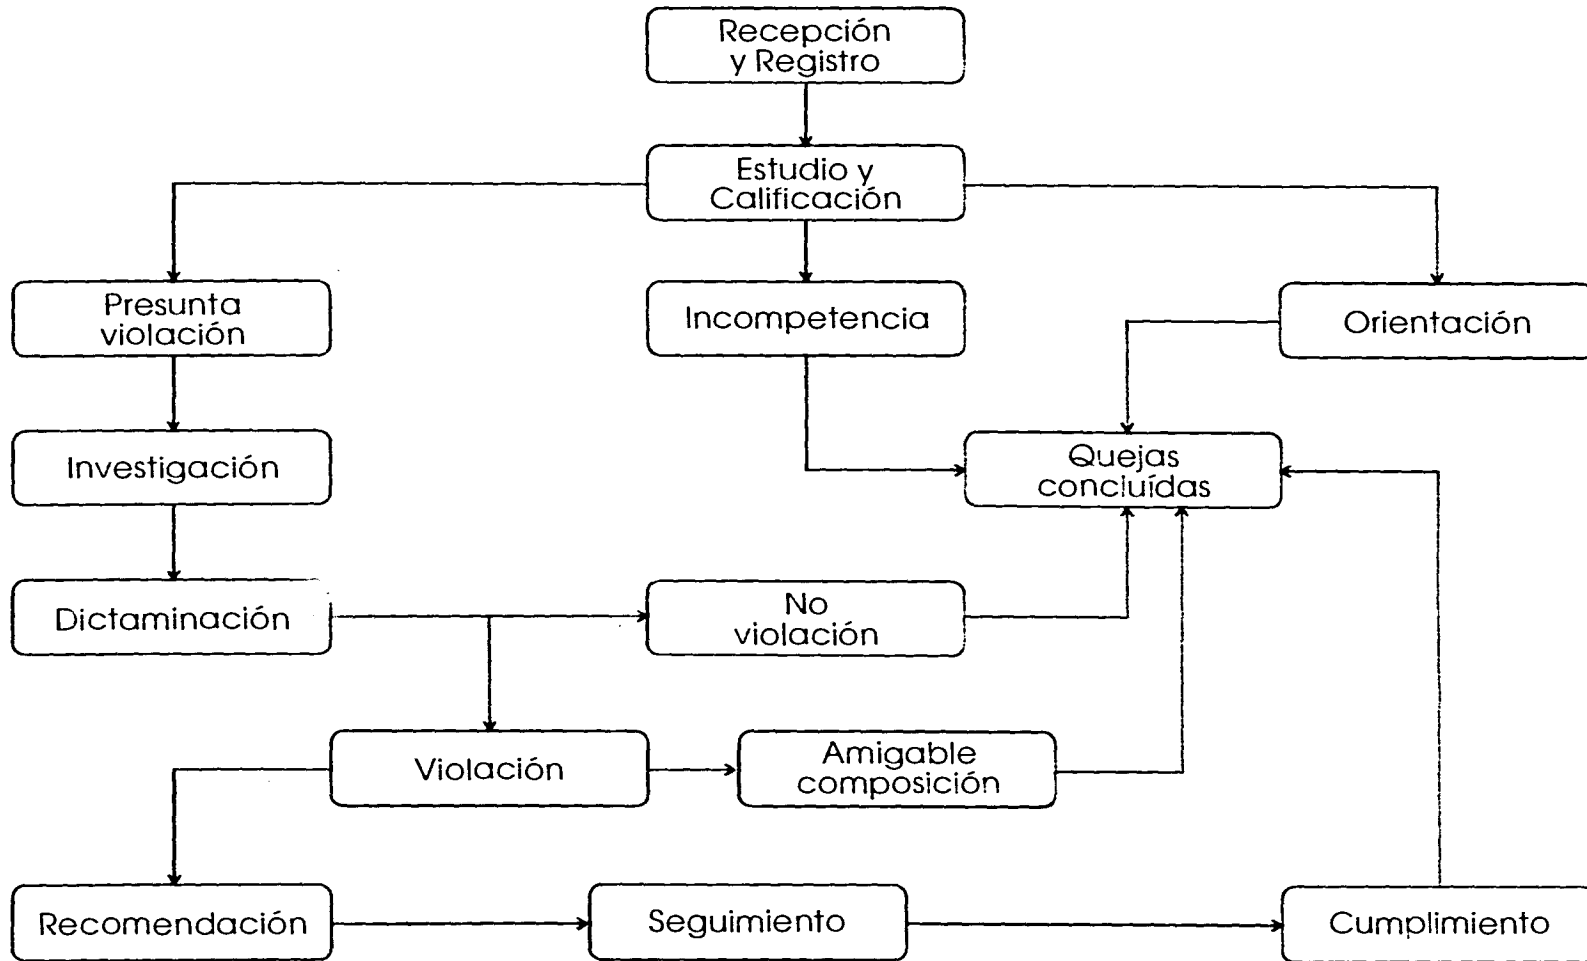 Recepción
y Registro
Estudio y
Calificación
Presunta
violación
Incompetencia
Orientación
Investigación
Quejas
concluídas
Dictaminación
No
violación
Violación
Amigable
composición
Recomendación
Seguimiento
Cumplimiento